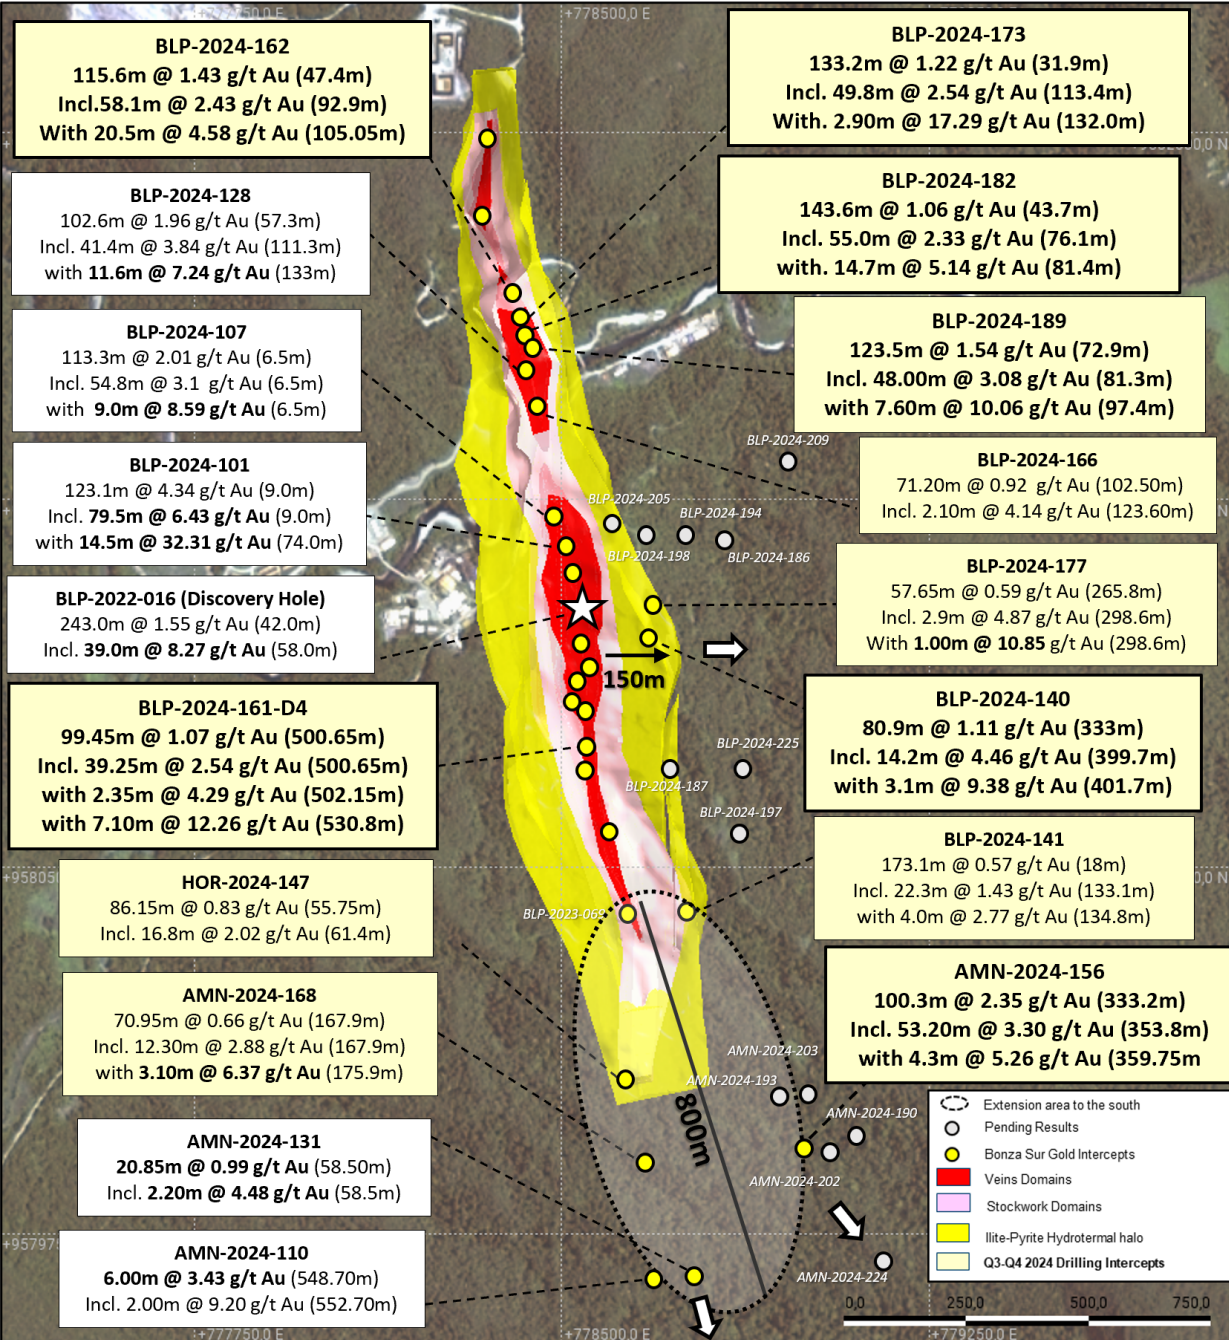 +777750.0 E
+778500,0 E
BLP-2024-162
115.6m @ 1.43 g/t Au (47.4m)
Incl.58.1m @ 2.43 g/t Au (92.9m)
With 20.5m @ 4.58 g/t Au (105.05m)
BLP-2024-173
133.2m @ 1.22 g/t Au (31.9m)
Incl. 49.8m @ 2.54 g/t Au (113.4m)
With. 2.90m @ 17.29 g/t Au (132.0m)
BLP-2024-128
102.6m @ 1.96 g/t Au (57.3m)
Incl. 41.4m @ 3.84 g/t Au (111.3m)
with 11.6m @ 7.24 g/t Au (133m)
BLP-2024-182
143.6m @ 1.06 g/t Au (43.7m)
Incl. 55.0m @ 2.33 g/t Au (76.1m)
with. 14.7m @ 5.14 g/t Au (81.4m)
BLP-2024-107
113.3m @ 2.01 g/t Au (6.5m)
Incl. 54.8m @ 3.1 g/t Au (6.5m)
with 9.0m @ 8.59 g/t Au (6.5m)
BLP-2024-189
123.5m @ 1.54 g/t Au (72.9m)
Incl. 48.00m @ 3.08 g/t Au (81.3m)
with 7.60m @ 10.06 g/t Au (97.4m)
BLP-2024-209
BLP-2024-101
123.1m @ 4.34 g/t Au (9.0m)
Incl. 79.5m @ 6.43 g/t Au (9.0m)
with 14.5m @ 32.31 g/t Au (74.0m)
BLP-2024-166
71.20m @ 0.92 g/t Au (102.50m)
Incl. 2.10m @ 4.14 g/t Au (123.60m)
BLP-2024-205
BLP-2024-194
BLP-2024-198
BLP-2024-186
BLP-2022-016 (Discovery Hole)
243.0m @ 1.55 g/t Au (42.0m)
Incl. 39.0m @ 8.27 g/t Au (58.0m)
BLP-2024-177
57.65m @ 0.59 g/t Au (265.8m)
Incl. 2.9m @ 4.87 g/t Au (298.6m)
With 1.00m @ 10.85 g/t Au (298.6m)
150m
BLP-2024-161-D4
99.45m @ 1.07 g/t Au (500.65m)
Incl. 39.25m @ 2.54 g/t Au (500.65m)
with 2.35m @ 4.29 g/t Au (502.15m)
with 7.10m @ 12.26 g/t Au (530.8m)
BLP-2024-140
80.9m @ 1.11 g/t Au (333m)
Incl. 14.2m @ 4.46 g/t Au (399.7m)
with 3.1m @ 9.38 g/t Au (401.7m)
BLP-2024-225
BLP-2024-187
BLP-2024-197
BLP-2024-141
173.1m @ 0.57 g/t Au (18m)
Incl. 22.3m @ 1.43 g/t Au (133.1m)
with 4.0m @ 2.77 g/t Au (134.8m)
HOR-2024-147
86.15m @ 0.83 g/t Au (55.75m)
Incl. 16.8m @ 2.02 g/t Au (61.4m)
BLP-2023-069
AMN-2024-156
100.3m @ 2.35 g/t Au (333.2m)
Incl. 53.20m @ 3.30 g/t Au (353.8m)
with 4.3m @ 5.26 g/t Au (359.75m
AMN-2024-168
70.95m @ 0.66 g/t Au (167.9m)
Incl. 12.30m @ 2.88 g/t Au (167.9m)
with 3.10m @ 6.37 g/t Au (175.9m)
AMN-2024-203
AMN-2024-193
800m
AMN-2024-190
AMN-2024-202
AMN-2024-131
20.85m @ 0.99 g/t Au (58.50m)
Incl. 2.20m @ 4.48 g/t Au (58.5m)
AMN-2024-110
6.00m @ 3.43 g/t Au (548.70m)
Incl. 2.00m @ 9.20 g/t Au (552.70m)
AMN-2024-224
Extension area to the south
Pending Results
Bonza Sur Gold Intercepts
Veins Domains
Stockwork Domains
Ilite-Pyrite Hydrotermal halo
Q3-Q4 2024 Drilling Intercepts
0,0 250,0 500,0 750,0
+777750.0 E
+778500.0 E
+779250.0 E